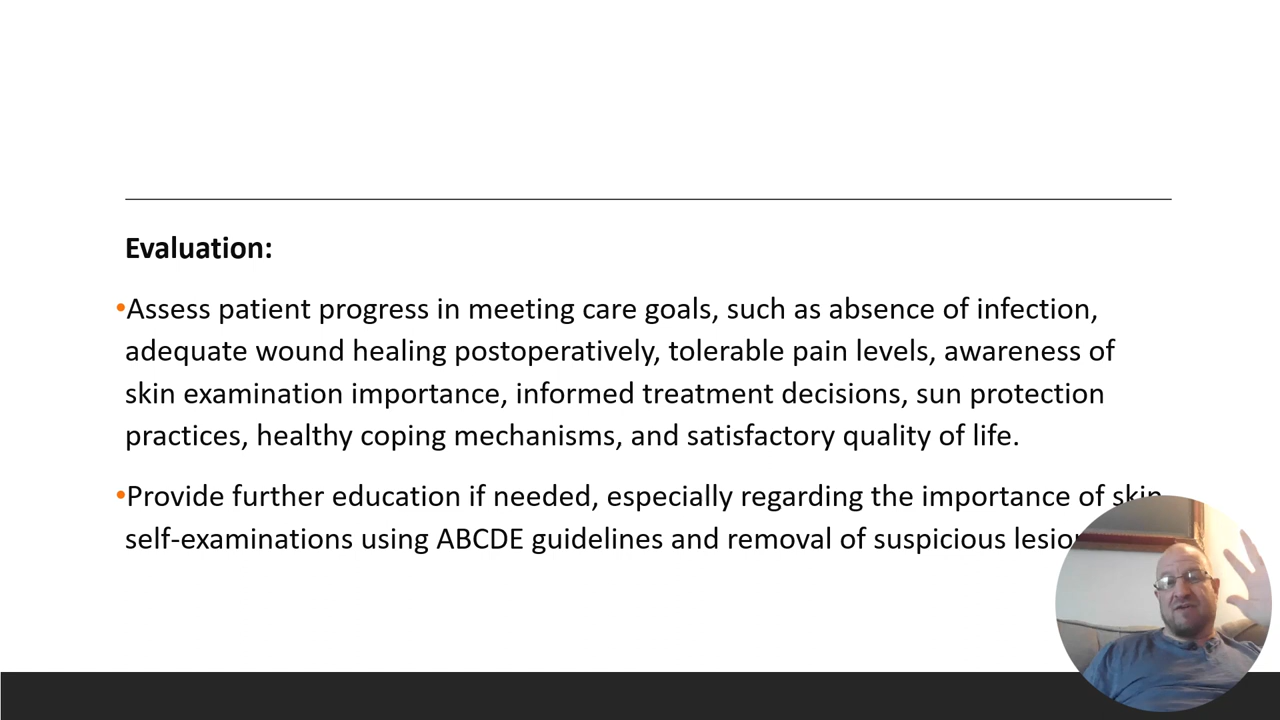 Evaluation:
•Assess patient progress in meeting care goals, such as absence of infection,
adequate wound healing postoperatively, tolerable pain levels, awareness of
skin examination importance, informed treatment decisions, sun protection
practices, healthy coping mechanisms, and satisfactory quality of life.
•Provide further education if needed, especially regarding the importance of skin
self-examinations using ABCDE guidelines and removal of suspicious